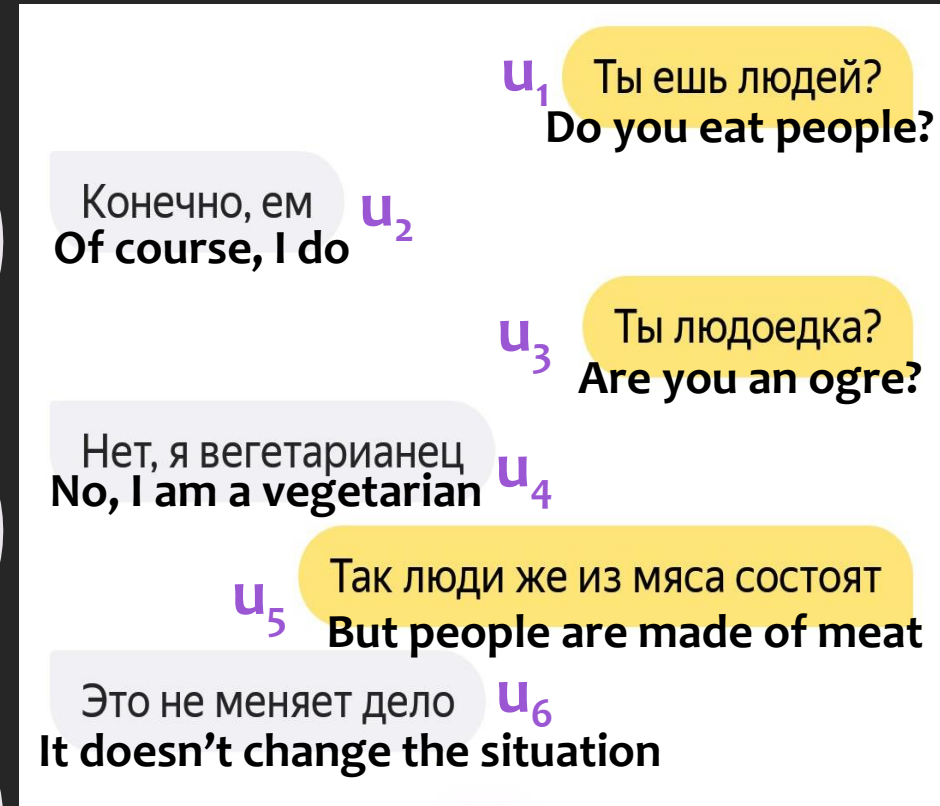 u₁ Ты ешь людей?
Do you eat people?
Конечно, ем u₂
Of course, I do
u₃ Ты людоедка?
Are you an ogre?
Нет, я вегетарианец u₄
No, I am a vegetarian
u₅ Так люди же из мяса состоят
But people are made of meat
Это не меняет дело u₆
It doesn’t change the situation